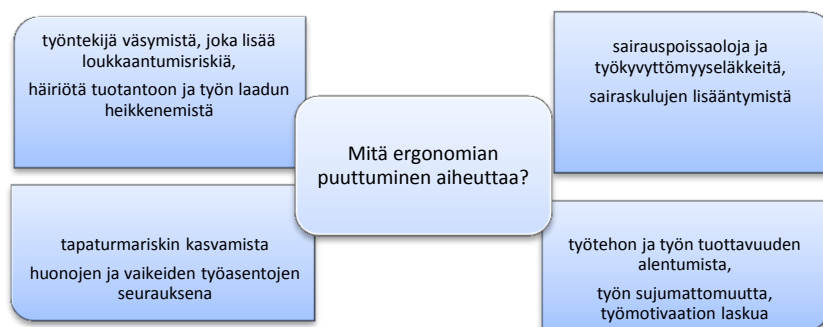 työntekijä väsymistä, joka lisää
loukkaantumisriskiä,
häiriötä tuotantoon ja työn laadun
heikkenemistä
sairauspoissaoloja ja
työkyvyttömyyseläkkeitä,
sairaskulujen lisääntymistä
Mitä ergonomian
puuttuminen aiheuttaa?
tapaturmariskin kasvamista
huonojen ja vaikeiden työasentojen
seurauksena
työtehon ja työn tuottavuuden
alentumista,
työn sujumattomuutta,
työmotivaation laskua